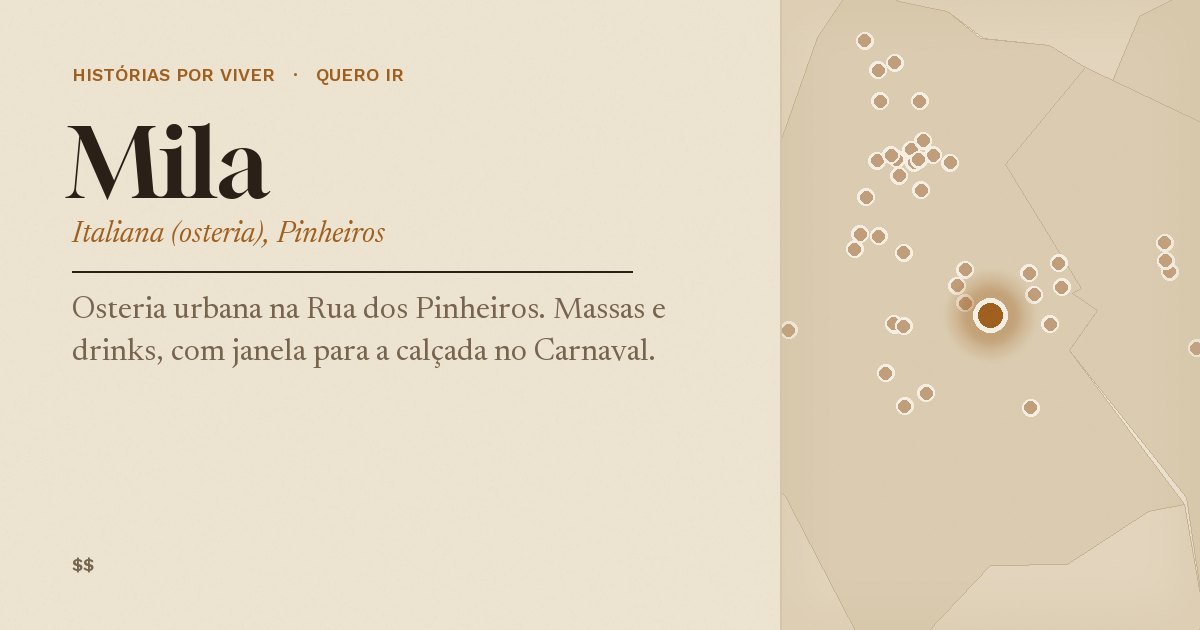 HISTÓRIAS POR VIVER · QUERO IR
Mila
Italiana (osteria), Pinheiros
Osteria urbana na Rua dos Pinheiros. Massas e
drinks, com janela para a calçada no Carnaval.
$$